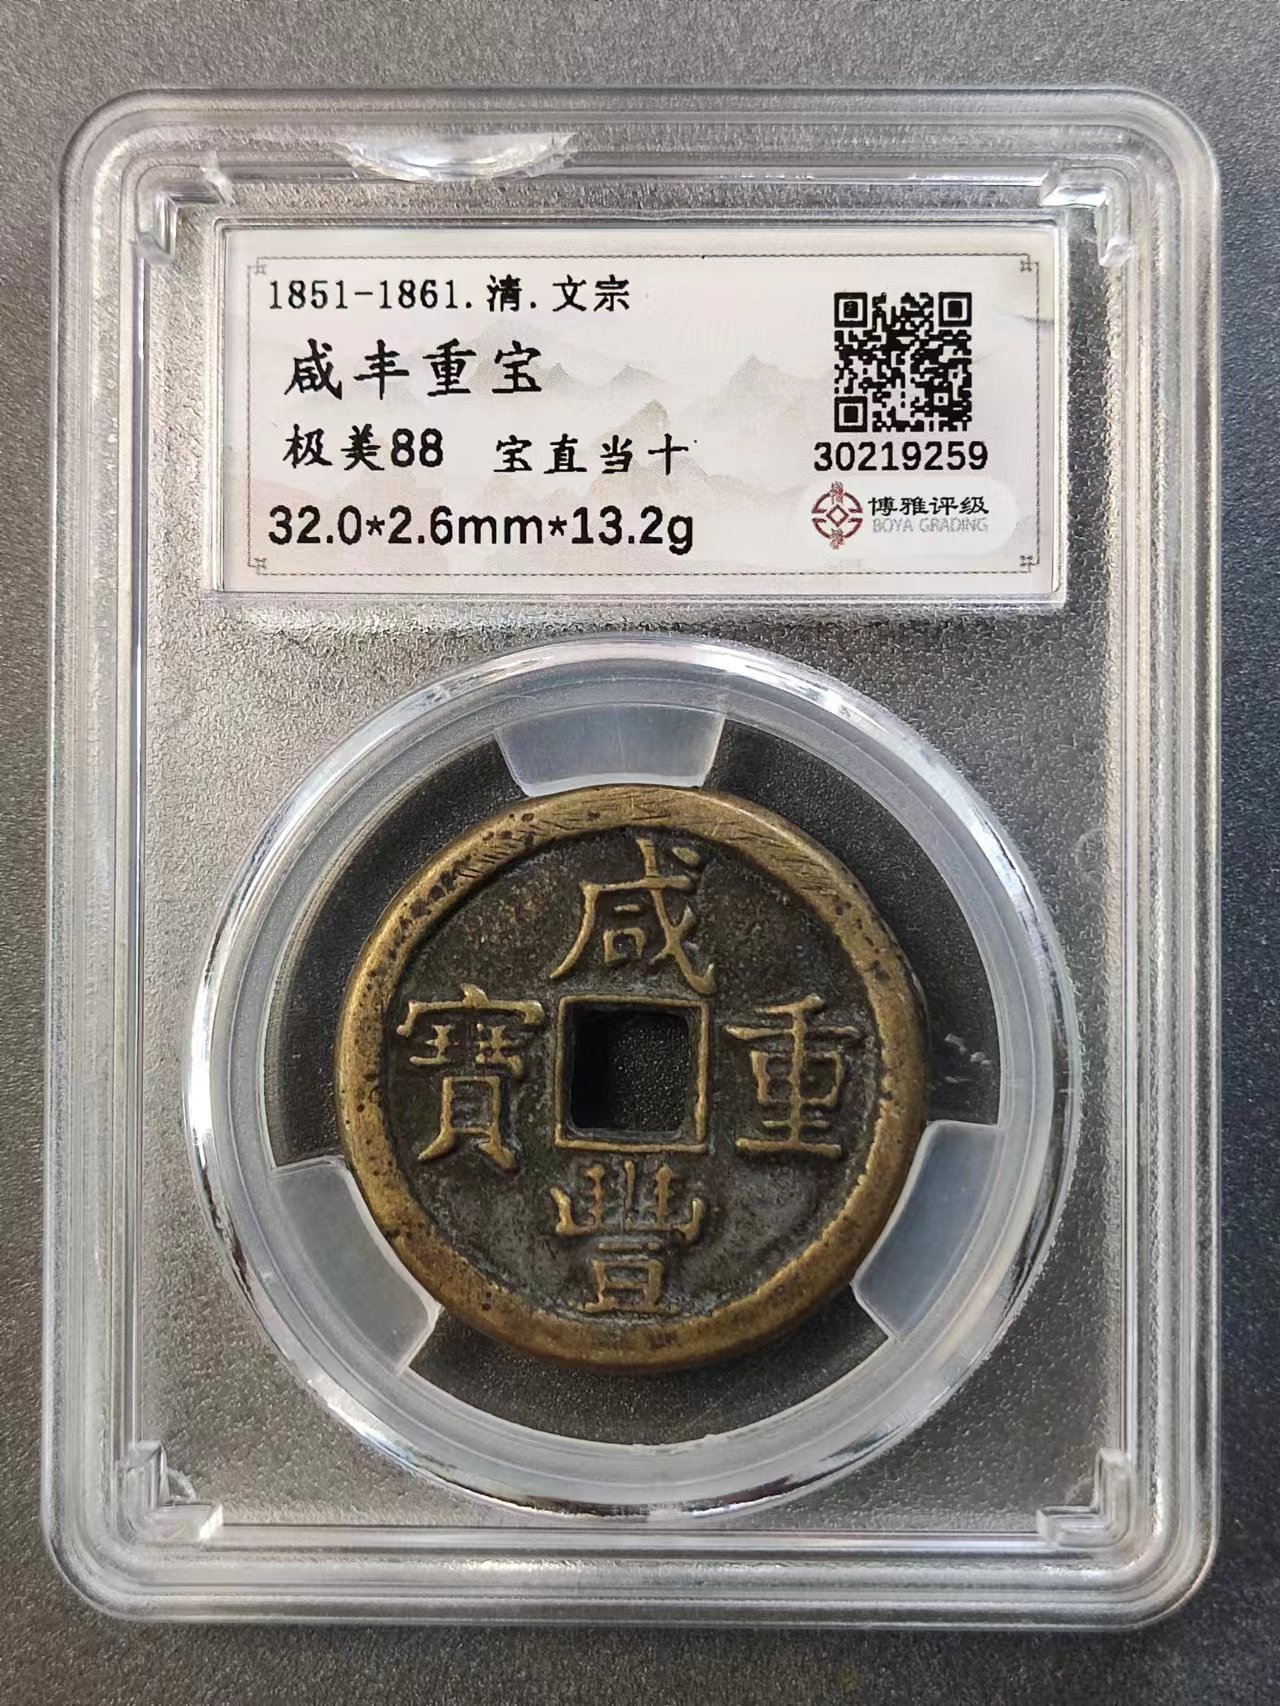 1851-1861.清.文宗
咸丰重宝
极美88 宝直当十
32.0*2.6mm*13.2g
30219259
博雅评级
BOYA GRADING
咸
豐
重
寶